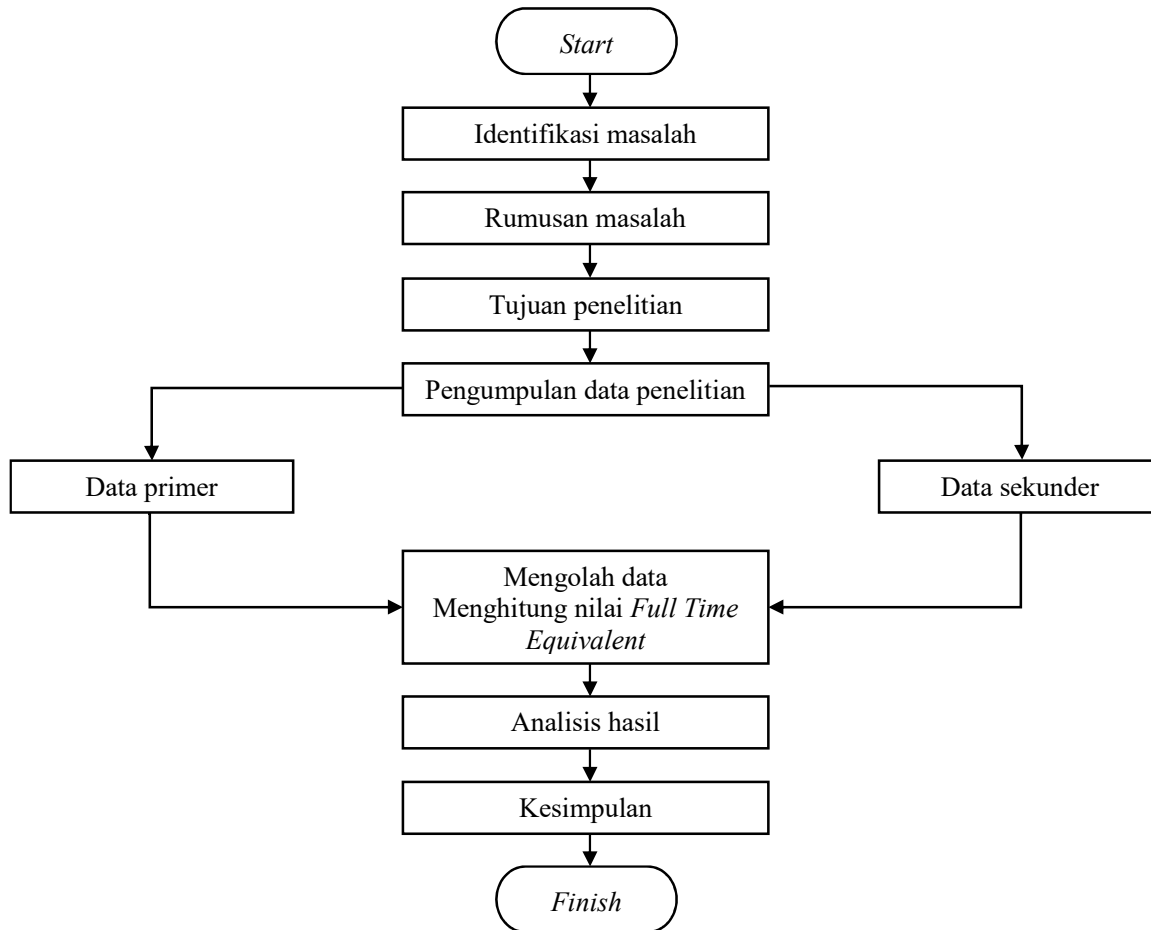 Start
Identifikasi masalah
Rumusan masalah
Tujuan penelitian
Pengumpulan data penelitian
Data primer
Data sekunder
Mengolah data
Menghitung nilai Full Time
Equivalent
Analisis hasil
Kesimpulan
Finish